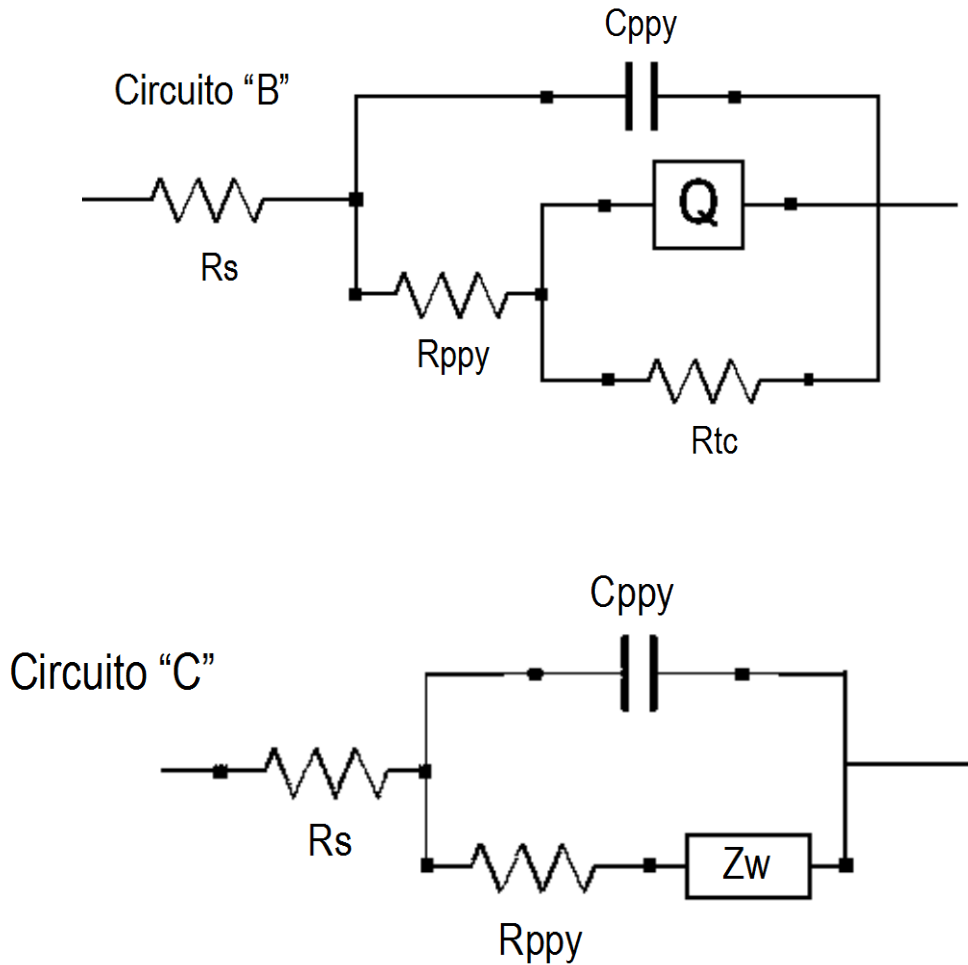 Cppy
Circuito “B”
Q
Rs
Rppy
Rtc
Cppy
Circuito “C”
Rs
Zw
Rppy